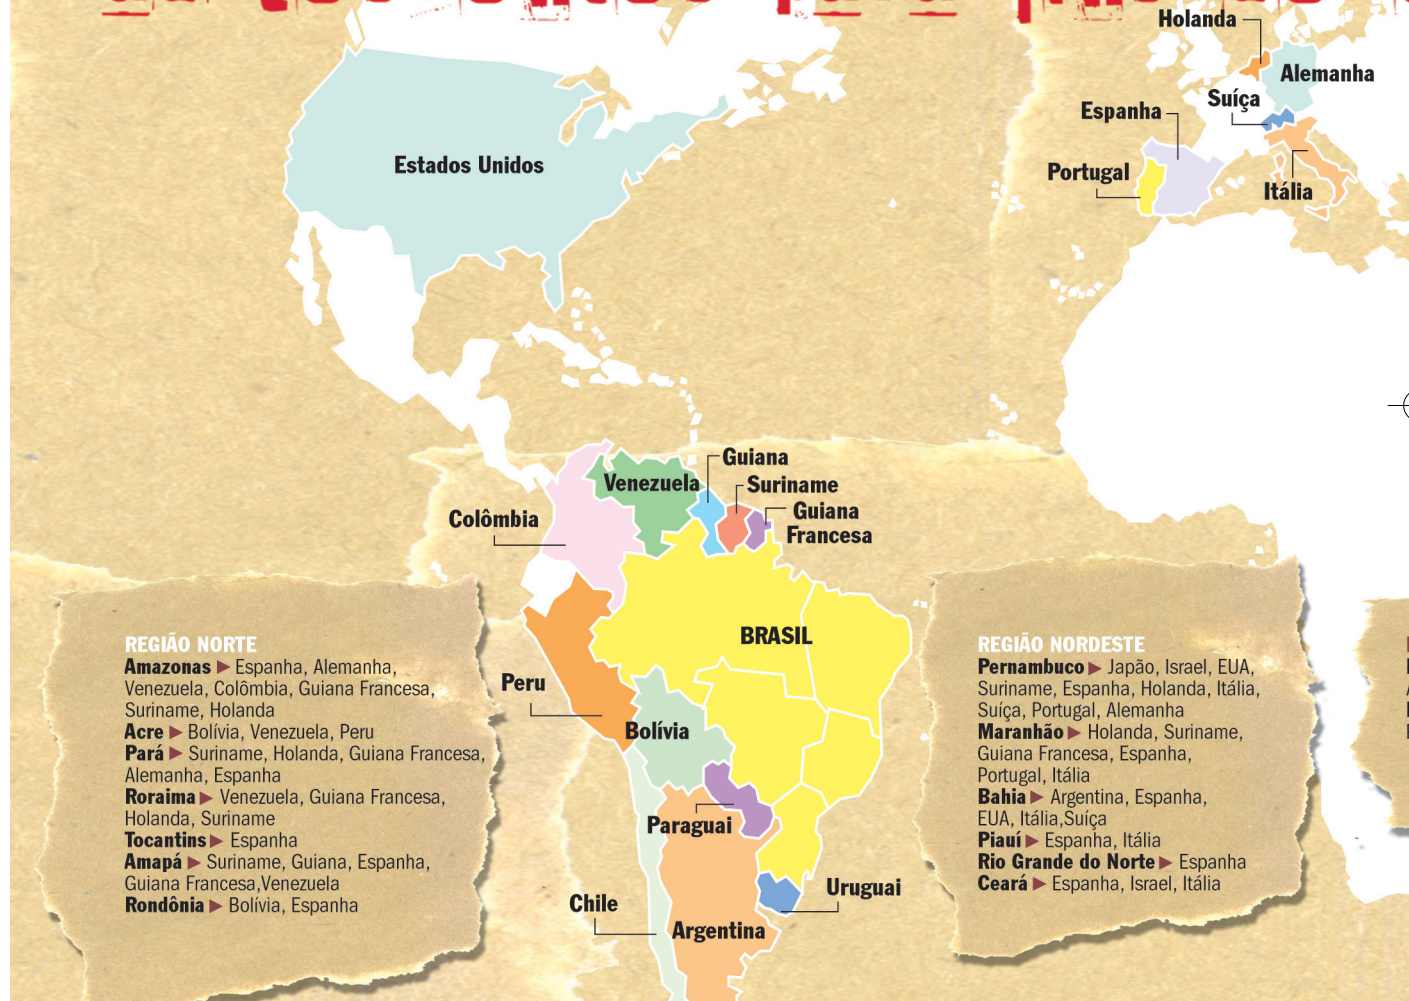 Holanda
Alemanha
Suíça
Espanha
Portugal
Itália
Estados Unidos
Guiana
Venezuela
Suriname
Guiana
Francesa
Colômbia
BRASIL
Peru
Bolívia
Paraguai
Uruguai
Chile
Argentina
REGIÃO NORTE
Amazonas ▶ Espanha, Alemanha,
Venezuela, Colômbia, Guiana Francesa,
Suriname, Holanda
Acre ▶ Bolívia, Venezuela, Peru
Pará ▶ Suriname, Holanda, Guiana Francesa,
Alemanha, Espanha
Roraima ▶ Venezuela, Guiana Francesa,
Holanda, Suriname
Tocantins ▶ Espanha
Amapá ▶ Suriname, Guiana, Espanha,
Guiana Francesa,Venezuela
Rondônia ▶ Bolívia, Espanha
REGIÃO NORDESTE
Pernambuco ▶ Japão, Israel, EUA,
Suriname, Espanha, Holanda, Itália,
Suíça, Portugal, Alemanha
Maranhão ▶ Holanda, Suriname,
Guiana Francesa, Espanha,
Portugal, Itália
Bahia ▶ Argentina, Espanha,
EUA, Itália,Suíça
Piauí ▶ Espanha, Itália
Rio Grande do Norte ▶ Espanha
Ceará ▶ Espanha, Israel, Itália